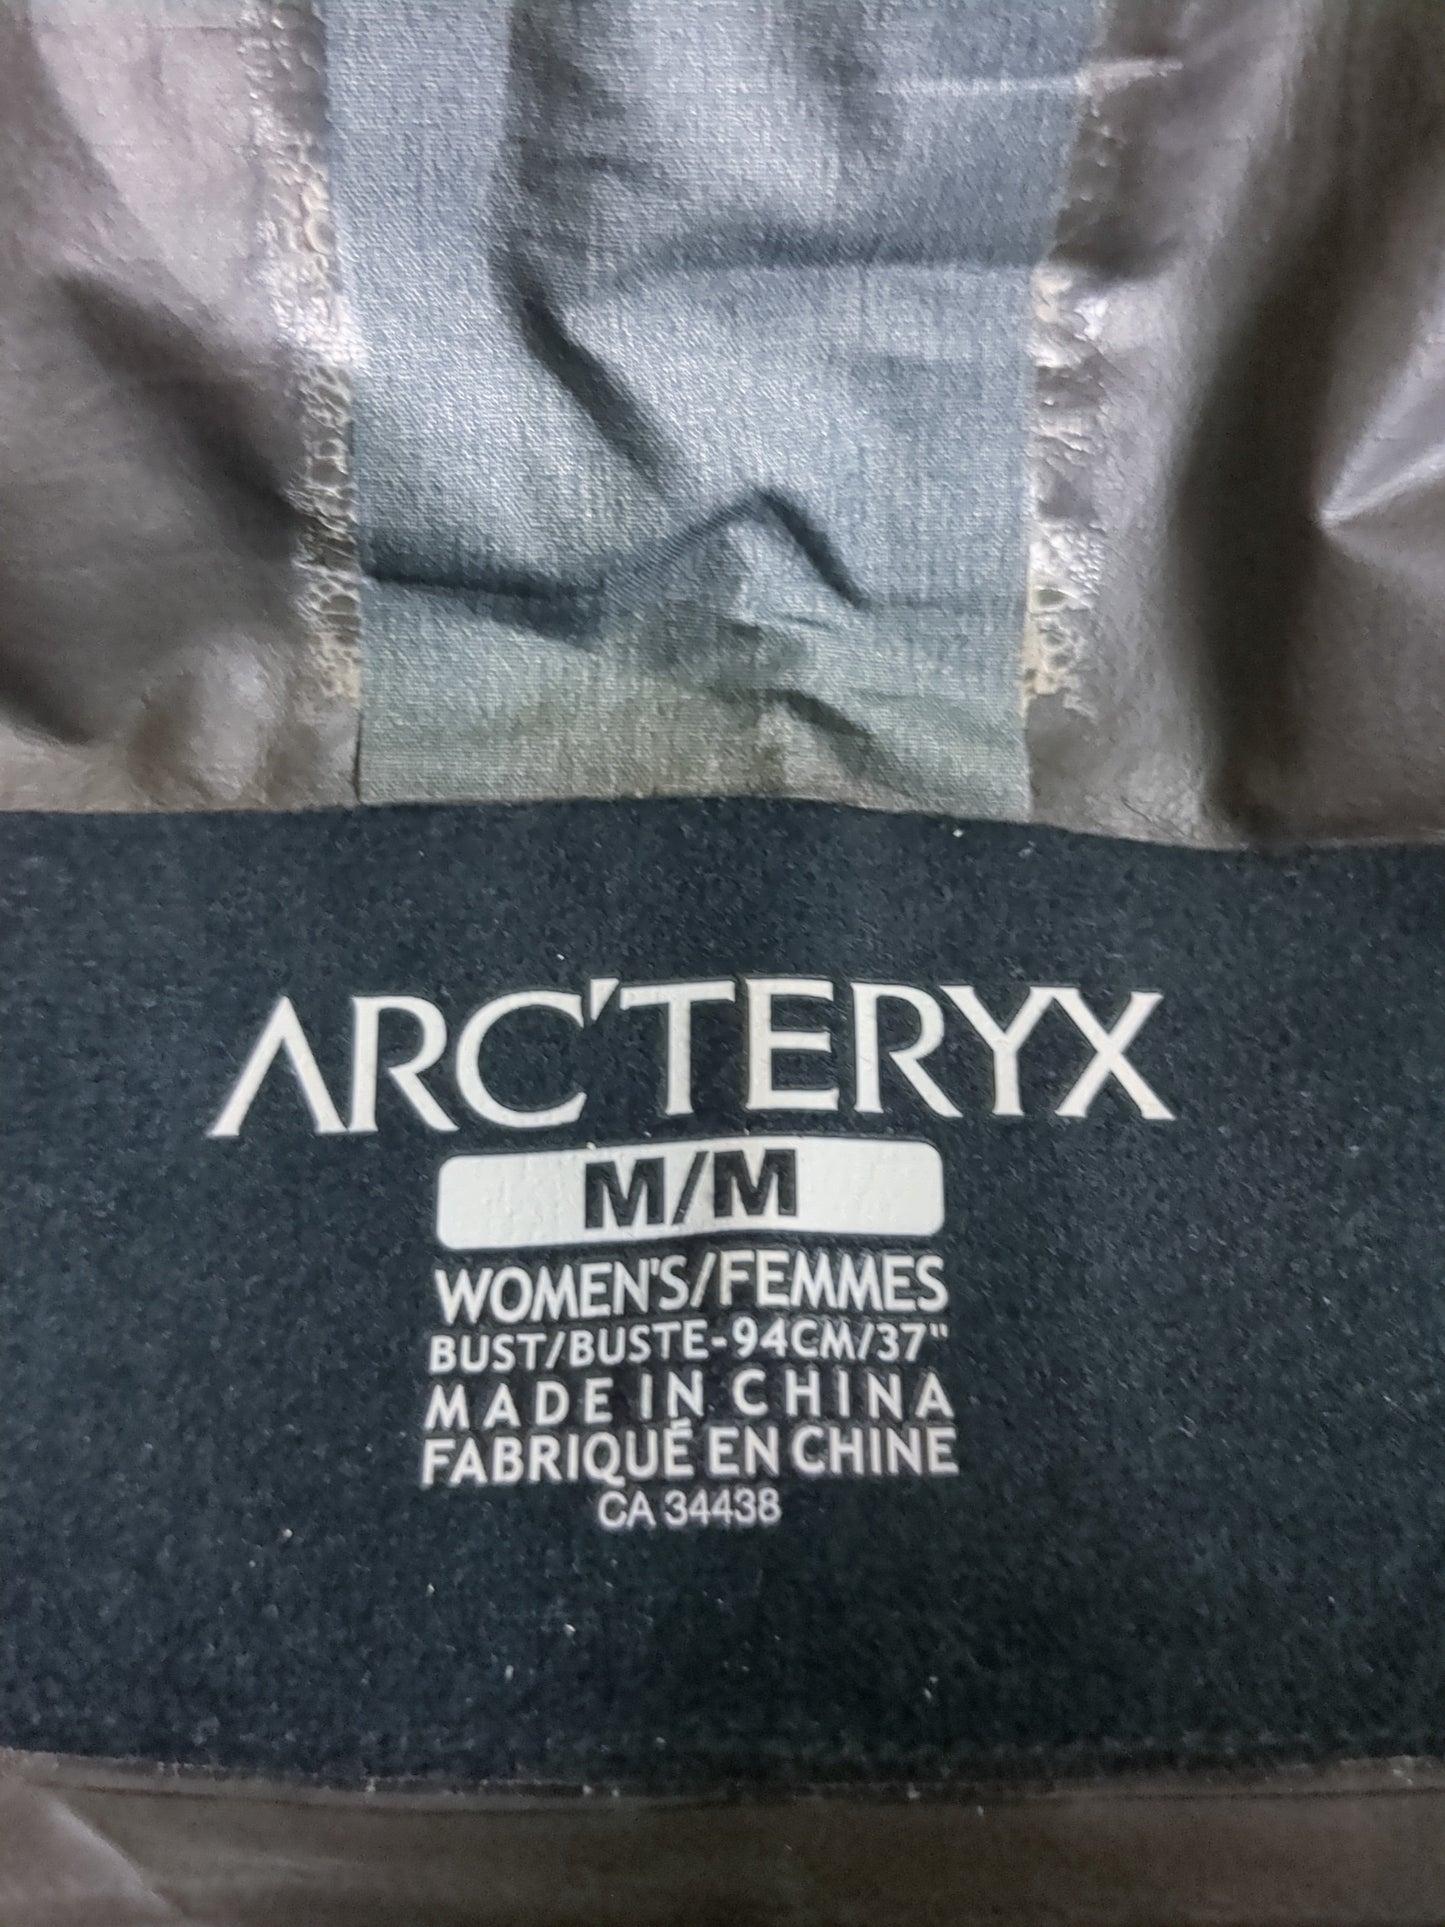 ARC'TERYX
M/M
WOMEN'S/FEMMES
BUST/BUSTE-94CM/37"
MADE IN CHINA
FABRIQUÉ EN CHINE
CA 34438